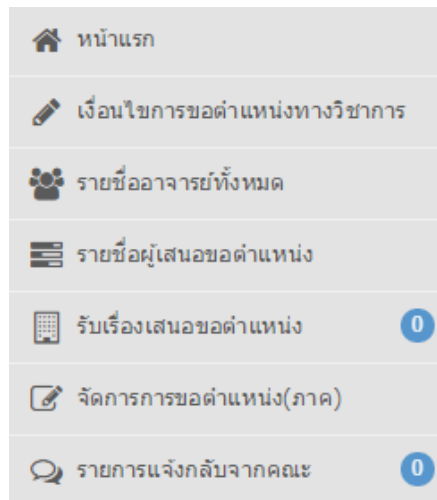 หน้าแรก
เงื่อนไขการขอตำแหน่งทางวิชาการ
รายชื่ออาจารย์ทั้งหมด
รายชื่อผู้เสนอขอตำแหน่ง
รับเรื่องเสนอขอตำแหน่ง 0
จัดการการขอตำแหน่ง(ภาค)
รายการแจ้งกลับจากคณะ 0